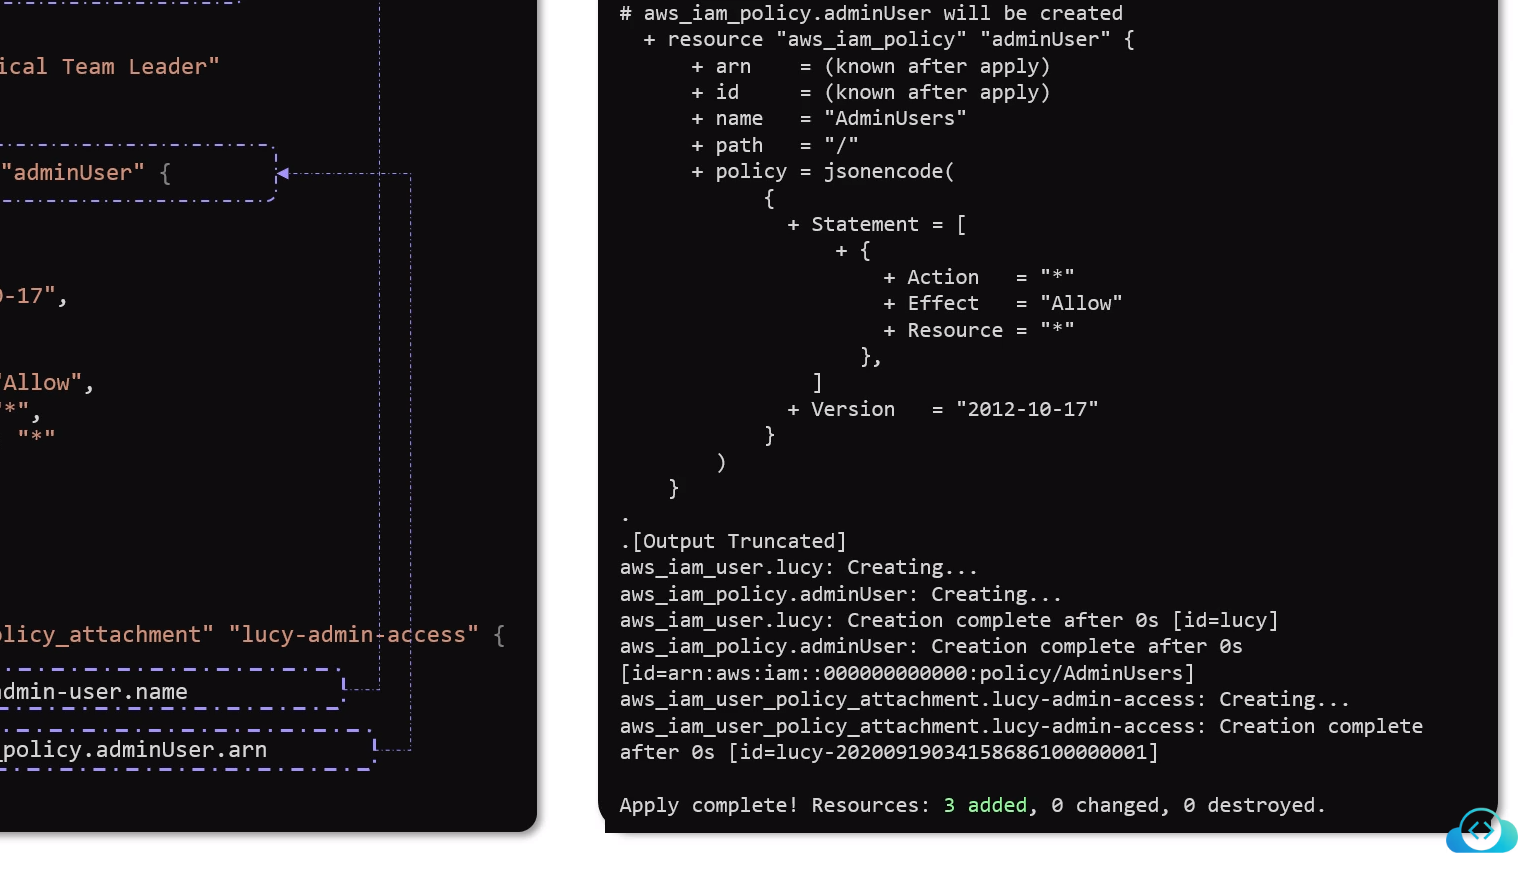 ical Team Leader"
"adminUser" {
-17",
"Allow",
"*",
"*"
olicy_attachment" "lucy-admin-access" {
admin-user.name
_policy.adminUser.arn
# aws_iam_policy.adminUser will be created
+ resource "aws_iam_policy" "adminUser" {
+ arn = (known after apply)
+ id = (known after apply)
+ name = "AdminUsers"
+ path = "/"
+ policy = jsonencode(
{
+ Statement = [
+ {
+ Action = "*"
+ Effect = "Allow"
+ Resource = "*"
},
]
+ Version = "2012-10-17"
}
)
}
.
.[Output Truncated]
aws_iam_user.lucy: Creating...
aws_iam_policy.adminUser: Creating...
aws_iam_user.lucy: Creation complete after 0s [id=lucy]
aws_iam_policy.adminUser: Creation complete after 0s
[id=arn:aws:iam::000000000000:policy/AdminUsers]
aws_iam_user_policy_attachment.lucy-admin-access: Creating...
aws_iam_user_policy_attachment.lucy-admin-access: Creation complete
after 0s [id=lucy-20200919034158686100000001]
Apply complete! Resources: 3 added, 0 changed, 0 destroyed.